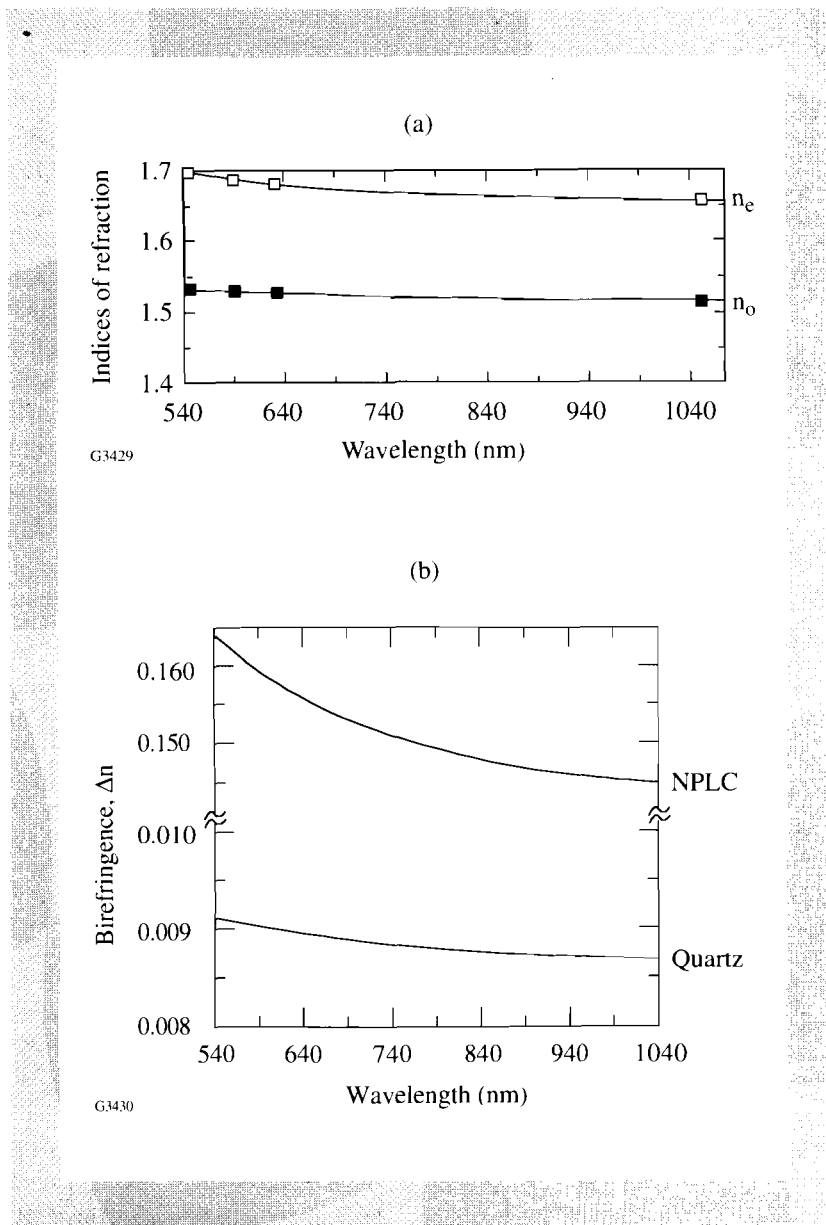 (a)
Indices of refraction
1.7
1.6
1.5
1.4
n_e
n_o
540 640 740 840 940 1040
Wavelength (nm)
G3429
(b)
Birefringence, Δn
0.160
0.150
0.010
0.009
0.008
NPLC
Quartz
540 640 740 840 940 1040
Wavelength (nm)
G3430